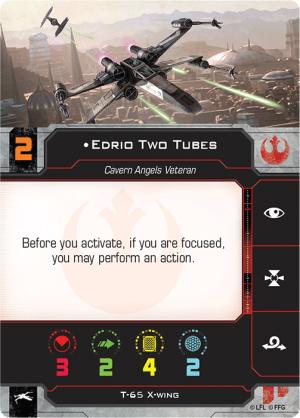 2
•Edrio Two Tubes
Cavern Angels Veteran
Before you activate, if you are focused,
you may perform an action.
3 2 4 2
T-65 X-wing
©LFL ©FFG